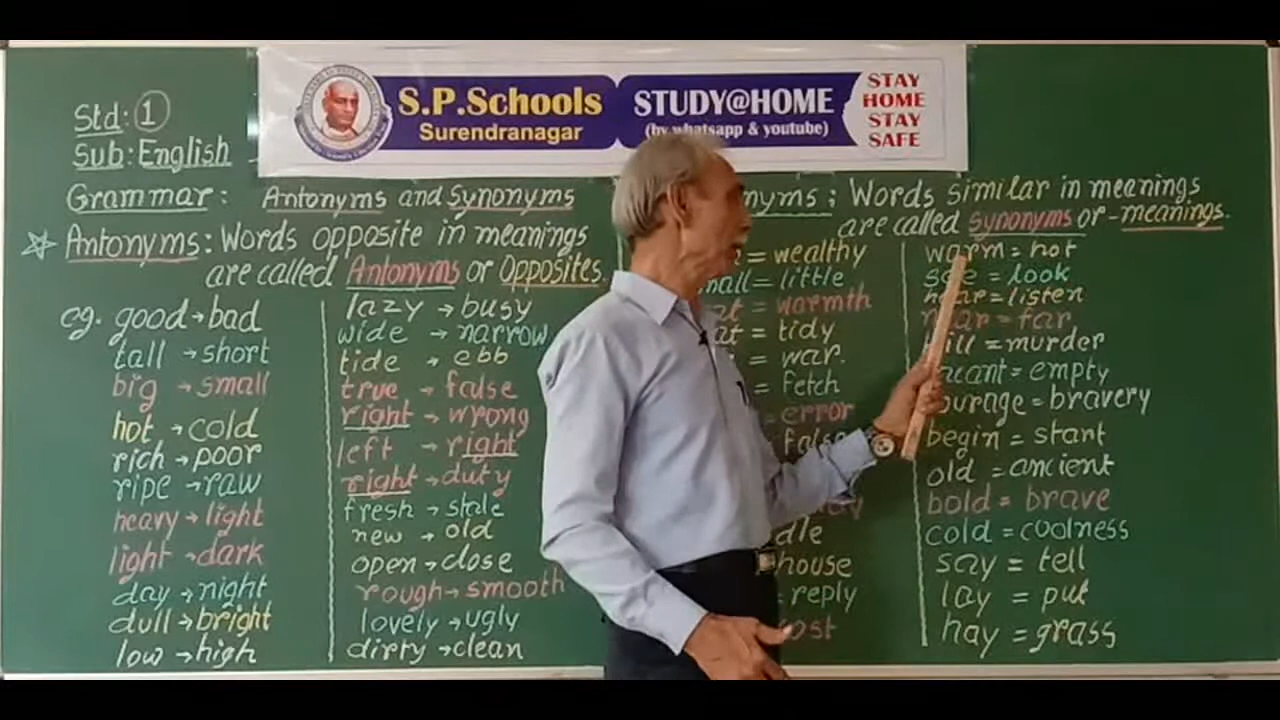 S.P.Schools
Surendranagar
STUDY@HOME
(by whatsapp & youtube)
STAY
HOME
STAY
SAFE
Std: 1
Sub: English
Grammar: Antonyms and Synonyms
Antonyms: Words opposite in meanings
are called Antonyms or Opposites.
eg. good → bad
tall → short
big → small
hot → cold
rich → poor
ripe → raw
heavy → light
light → dark
day → night
dull → bright
low → high
lazy → busy
wide → narrow
tide → ebb
true → false
right → wrong
left → right
right → duty
fresh → stale
new → old
open → close
rough → smooth
lovely → ugly
dirty → clean
: Words similar in meanings
are called Synonyms or - meanings.
= wealthy
= little
= warmth
= tidy
= war.
= fetch
= error
false
house
reply
warm = hot
see = look
hear = listen
= far
= murder
= empty
= bravery
begin = start
old = ancient
bold = brave
cold = coolness
say = tell
lay = put
hay = grass